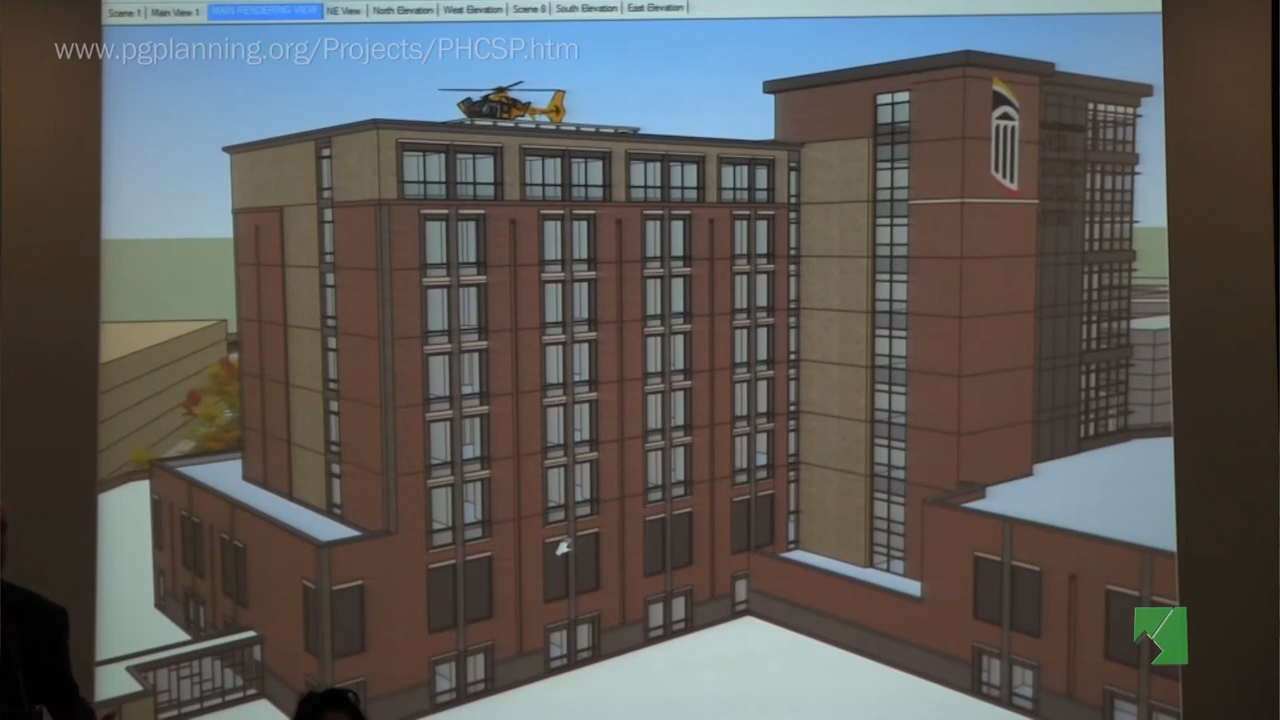 Scene 1 Main View 1 MAIN RENDERING VIEW NE View North Elevation West Elevation Scene 8 South Elevation East Elevation
www.pgplanning.org/Projects/PHCSP.htm